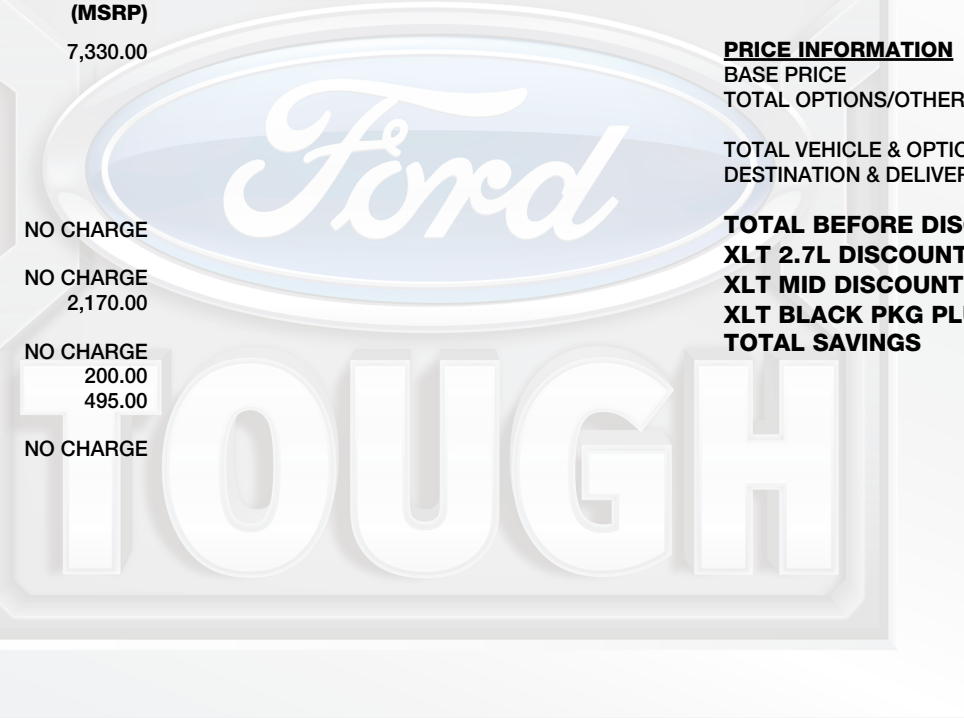 (MSRP)
7,330.00
NO CHARGE
NO CHARGE
2,170.00
NO CHARGE
200.00
495.00
NO CHARGE
Ford
TOUGH
PRICE INFORMATION
BASE PRICE
TOTAL OPTIONS/OTHER
TOTAL VEHICLE & OPTIO
DESTINATION & DELIVER
TOTAL BEFORE DIS
XLT 2.7L DISCOUNT
XLT MID DISCOUNT
XLT BLACK PKG PL
TOTAL SAVINGS